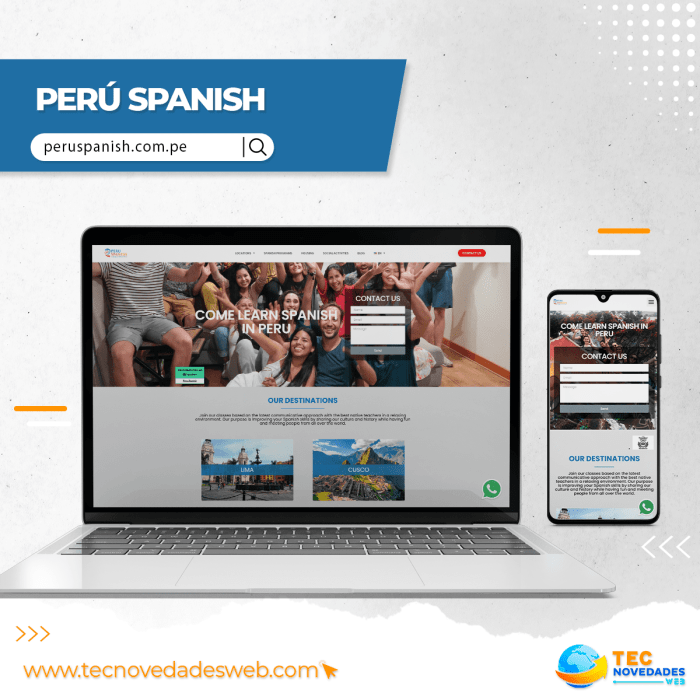 PERÚ SPANISH
peruspanish.com.pe
CONTACT US
COME LEARN SPANISH
IN PERU
CONTACT US
Send
OUR DESTINATIONS
Join our classes based on the latest communicative approach with the best native teachers in a relaxing
environment. Our purpose is improving your Spanish skills by sharing our culture and history while having fun
and meeting people from all over the world.
LIMA
CUSCO
COME LEARN SPANISH IN
PERU
CONTACT US
Send
OUR DESTINATIONS
Join our classes based on the latest
communicative approach with the best native
teachers in a relaxing environment. Our purpose
is improving your Spanish skills by sharing our
culture and history while having fun and meeting
people from all over the world.
www.tecnovedadesweb.com
TEC
NOVEDADES
WEB